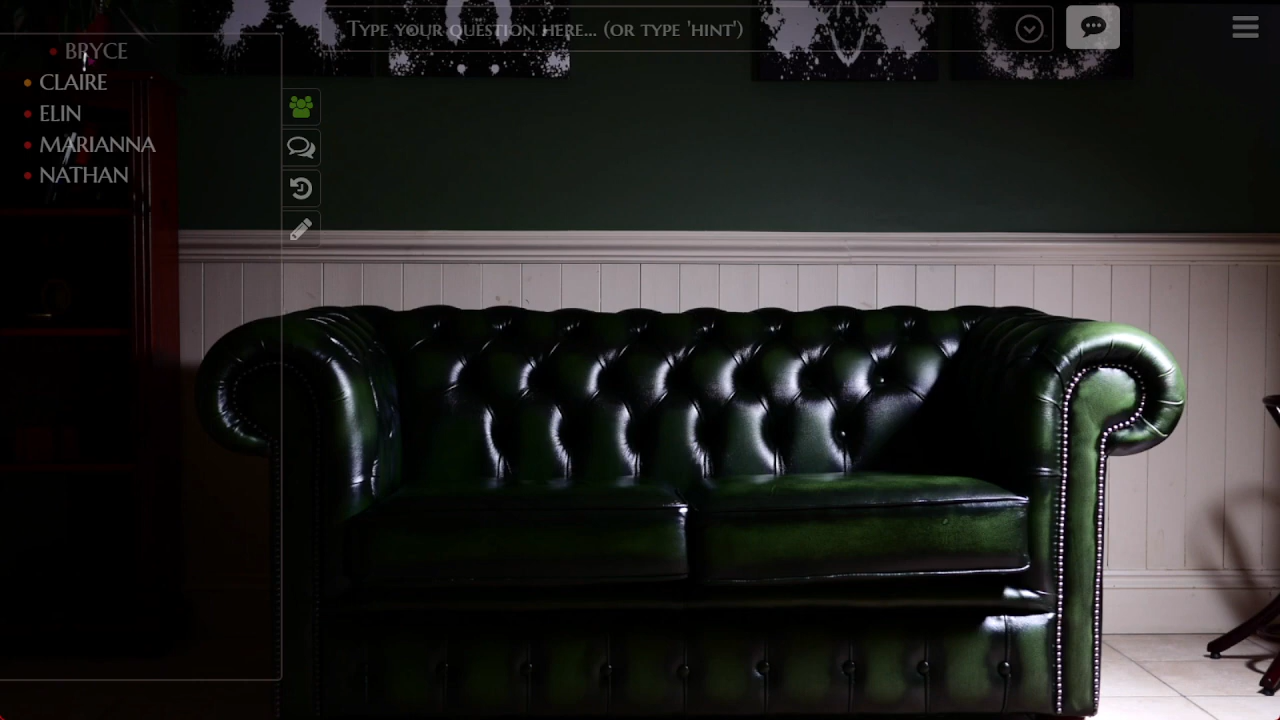 Type your question here... (or type 'hint')
BRYCE
CLAIRE
ELIN
MARIANNA
NATHAN